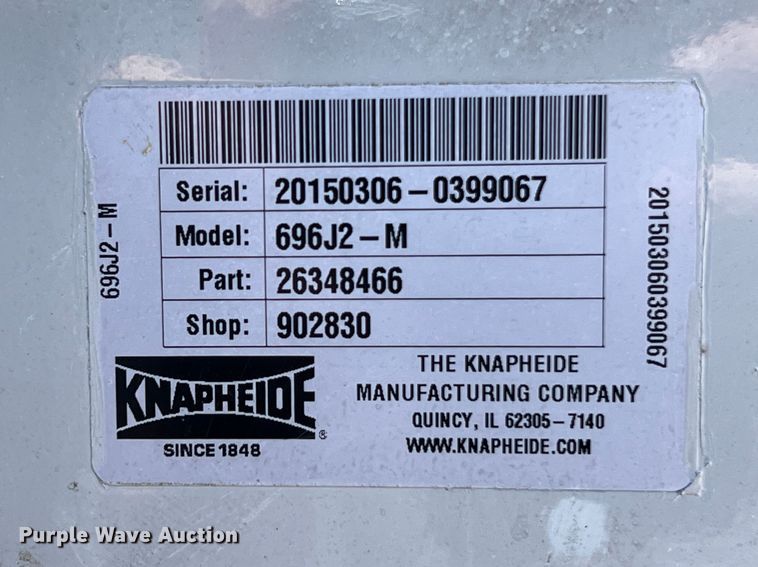 Serial: 20150306-0399067
Model: 696J2-M
Part: 26348466
Shop: 902830
696J2-M
201503060399067
KNAPHEIDE®
SINCE 1848
THE KNAPHEIDE
MANUFACTURING COMPANY
QUINCY, IL 62305-7140
WWW.KNAPHEIDE.COM
Purple Wave Auction